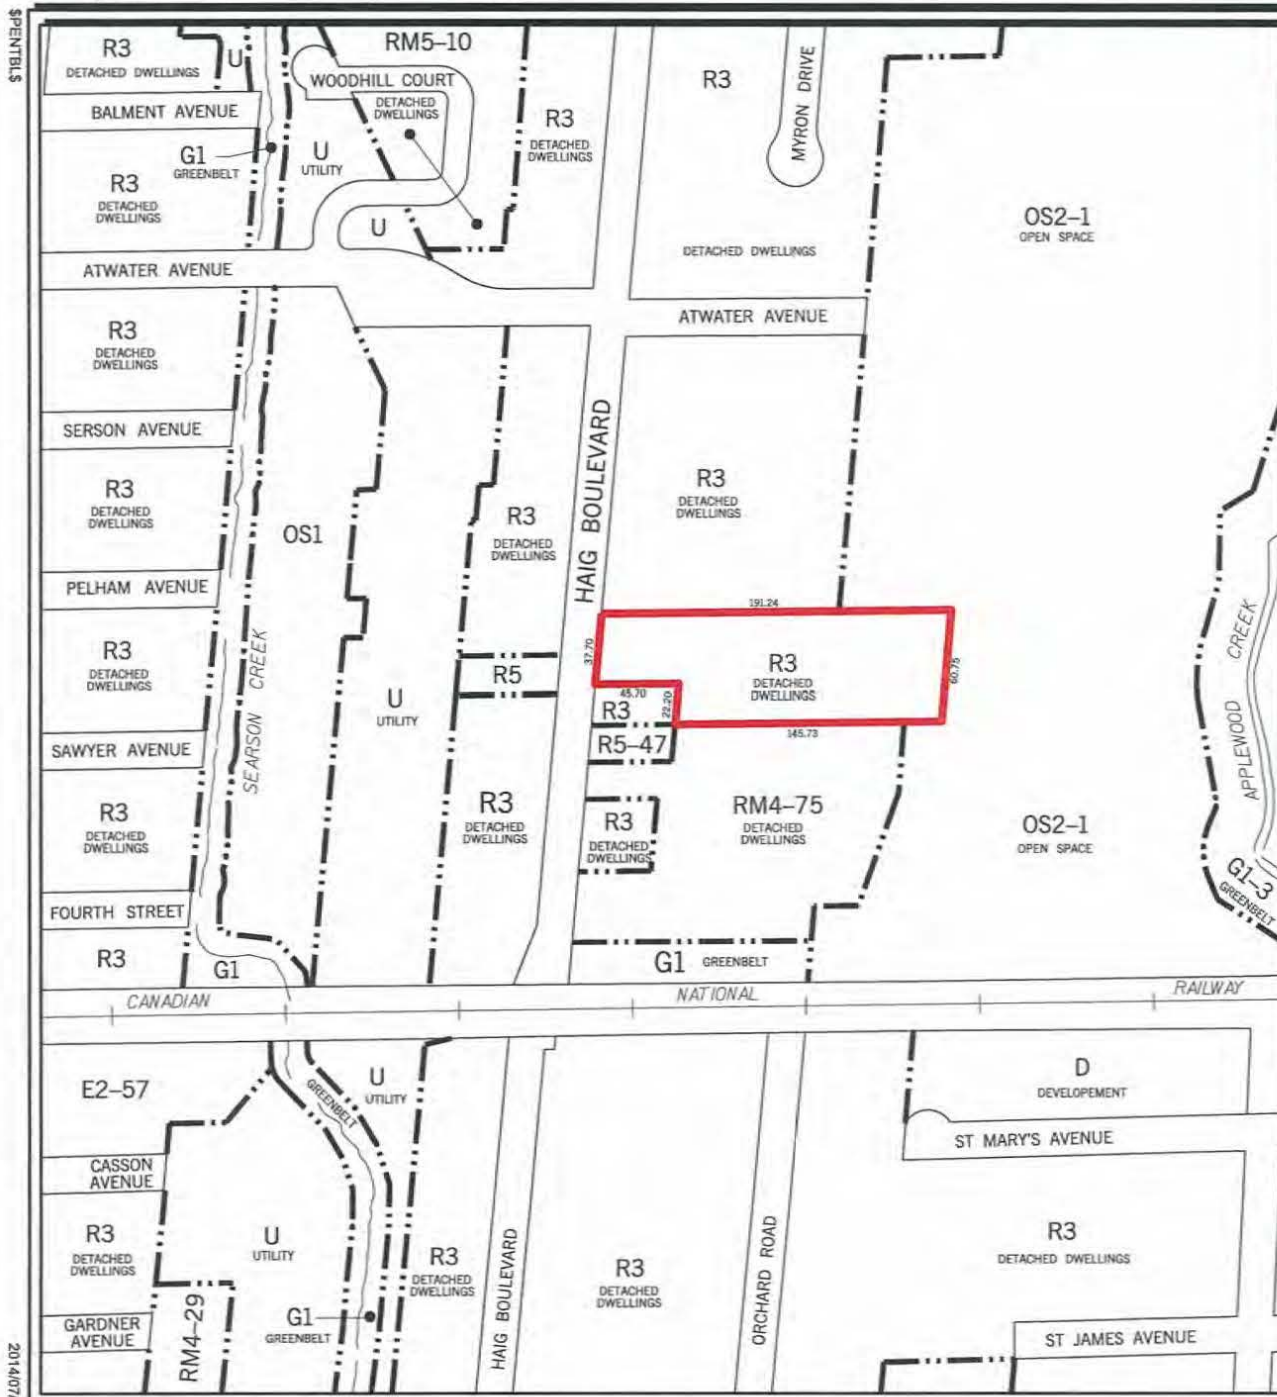 $PENTBL$
R3
DETACHED DWELLINGS
U
RM5-10
WOODHILL COURT
DETACHED
DWELLINGS
R3
MYRON DRIVE
BALMENT AVENUE
G1
GREENBELT
U
UTILITY
R3
DETACHED
DWELLINGS
R3
DETACHED
DWELLINGS
U
OS2-1
OPEN SPACE
DETACHED DWELLINGS
ATWATER AVENUE
ATWATER AVENUE
R3
DETACHED
DWELLINGS
SERSON AVENUE
HAIG BOULEVARD
R3
DETACHED
DWELLINGS
R3
DETACHED
DWELLINGS
OS1
R3
DETACHED
DWELLINGS
PELHAM AVENUE
SEARSON CREEK
R3
DETACHED
DWELLINGS
R5
U
UTILITY
191.24
37.70
R3
DETACHED
DWELLINGS
60.75
45.70
22.20
145.73
R3
R5-47
APPLEWOOD CREEK
SAWYER AVENUE
R3
DETACHED
DWELLINGS
R3
DETACHED
DWELLINGS
R3
DETACHED
DWELLINGS
RM4-75
DETACHED
DWELLINGS
OS2-1
OPEN SPACE
G1-3
GREENBELT
FOURTH STREET
R3
G1
G1 GREENBELT
CANADIAN NATIONAL RAILWAY
E2-57
GREENBELT
U
UTILITY
D
DEVELOPEMENT
ST MARY'S AVENUE
CASSON
AVENUE
R3
DETACHED
DWELLINGS
U
UTILITY
R3
DETACHED
DWELLINGS
HAIG BOULEVARD
R3
DETACHED
DWELLINGS
ORCHARD ROAD
R3
DETACHED DWELLINGS
G1
GREENBELT
GARDNER
AVENUE
RM4-29
ST JAMES AVENUE
2014/07/